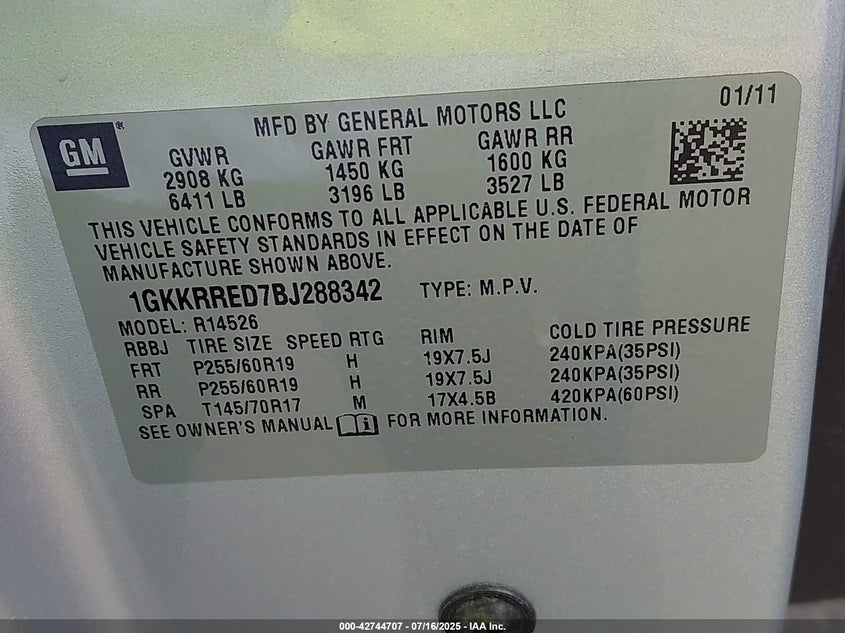 01/11
GM®
MFD BY GENERAL MOTORS LLC
GVWR GAWR FRT GAWR RR
2908 KG 1450 KG 1600 KG
6411 LB 3196 LB 3527 LB
THIS VEHICLE CONFORMS TO ALL APPLICABLE U.S. FEDERAL MOTOR
VEHICLE SAFETY STANDARDS IN EFFECT ON THE DATE OF
MANUFACTURE SHOWN ABOVE.
1GKKRRED7BJ288342 TYPE: M.P.V.
MODEL: R14526
RBBJ TIRE SIZE SPEED RTG RIM COLD TIRE PRESSURE
FRT P255/60R19 H 19X7.5J 240KPA(35PSI)
RR P255/60R19 H 19X7.5J 240KPA(35PSI)
SPA T145/70R17 M 17X4.5B 420KPA(60PSI)
SEE OWNER'S MANUAL i FOR MORE INFORMATION.
000-42744707 - 07/16/2025 - IAA Inc.